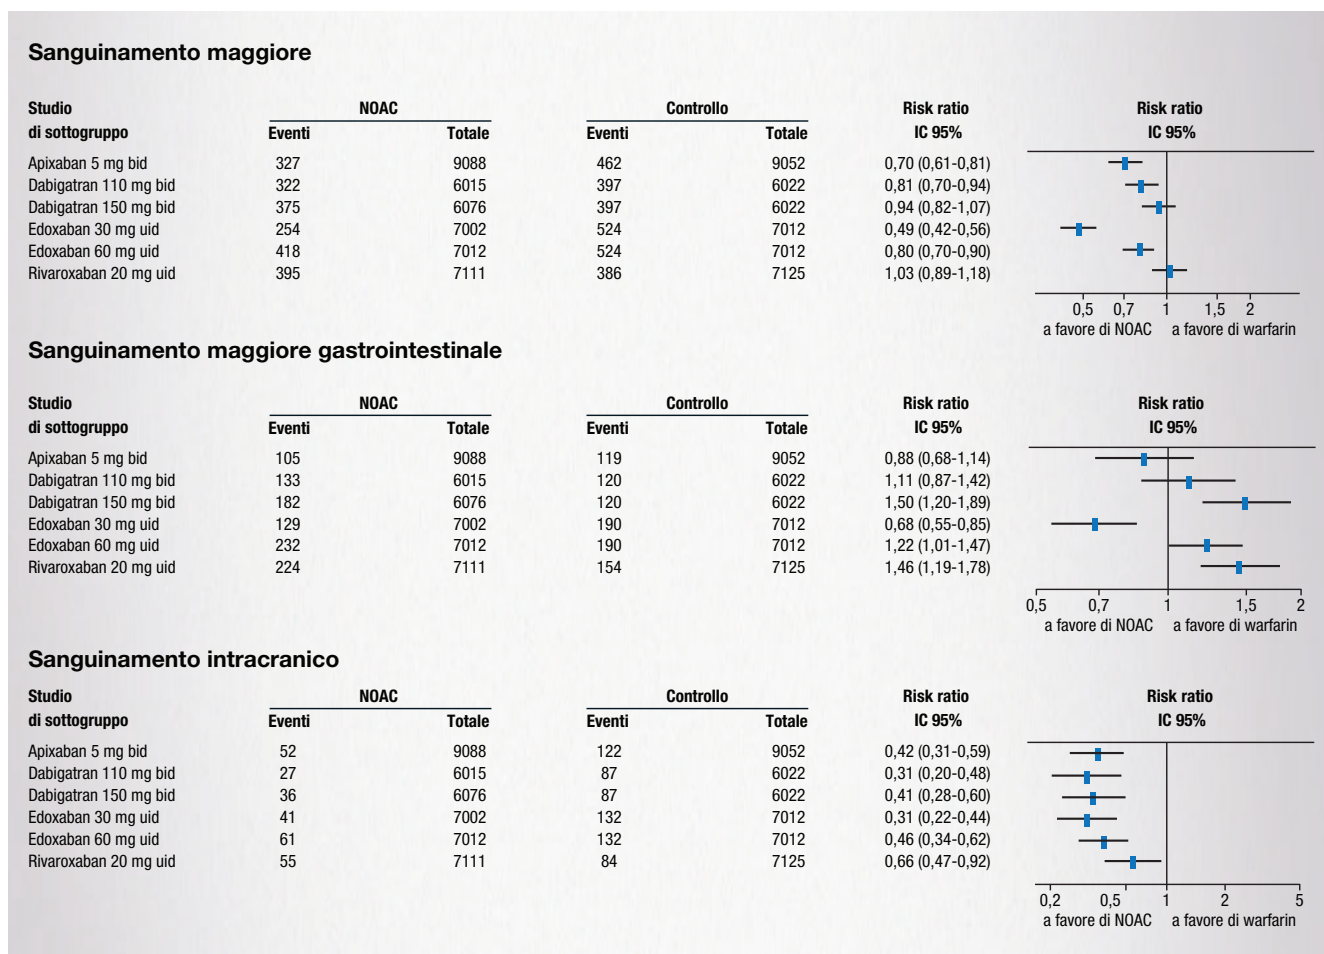 Sanguinamento maggiore
Studio NOAC Controllo Risk ratio Risk ratio
di sottogruppo Eventi Totale Eventi Totale IC 95% IC 95%
Apixaban 5 mg bid 327 9088 462 9052 0,70 (0,61-0,81)
Dabigatran 110 mg bid 322 6015 397 6022 0,81 (0,70-0,94)
Dabigatran 150 mg bid 375 6076 397 6022 0,94 (0,82-1,07)
Edoxaban 30 mg uid 254 7002 524 7012 0,49 (0,42-0,56)
Edoxaban 60 mg uid 418 7012 524 7012 0,80 (0,70-0,90)
Rivaroxaban 20 mg uid 395 7111 386 7125 1,03 (0,89-1,18)
0,5 0,7 1 1,5 2
a favore di NOAC a favore di warfarin
Sanguinamento maggiore gastrointestinale
Studio NOAC Controllo Risk ratio Risk ratio
di sottogruppo Eventi Totale Eventi Totale IC 95% IC 95%
Apixaban 5 mg bid 105 9088 119 9052 0,88 (0,68-1,14)
Dabigatran 110 mg bid 133 6015 120 6022 1,11 (0,87-1,42)
Dabigatran 150 mg bid 182 6076 120 6022 1,50 (1,20-1,89)
Edoxaban 30 mg uid 129 7002 190 7012 0,68 (0,55-0,85)
Edoxaban 60 mg uid 232 7012 190 7012 1,22 (1,01-1,47)
Rivaroxaban 20 mg uid 224 7111 154 7125 1,46 (1,19-1,78)
0,5 0,7 1 1,5 2
a favore di NOAC a favore di warfarin
Sanguinamento intracranico
Studio NOAC Controllo Risk ratio Risk ratio
di sottogruppo Eventi Totale Eventi Totale IC 95% IC 95%
Apixaban 5 mg bid 52 9088 122 9052 0,42 (0,31-0,59)
Dabigatran 110 mg bid 27 6015 87 6022 0,31 (0,20-0,48)
Dabigatran 150 mg bid 36 6076 87 6022 0,41 (0,28-0,60)
Edoxaban 30 mg uid 41 7002 132 7012 0,31 (0,22-0,44)
Edoxaban 60 mg uid 61 7012 132 7012 0,46 (0,34-0,62)
Rivaroxaban 20 mg uid 55 7111 84 7125 0,66 (0,47-0,92)
0,2 0,5 1 2 5
a favore di NOAC a favore di warfarin